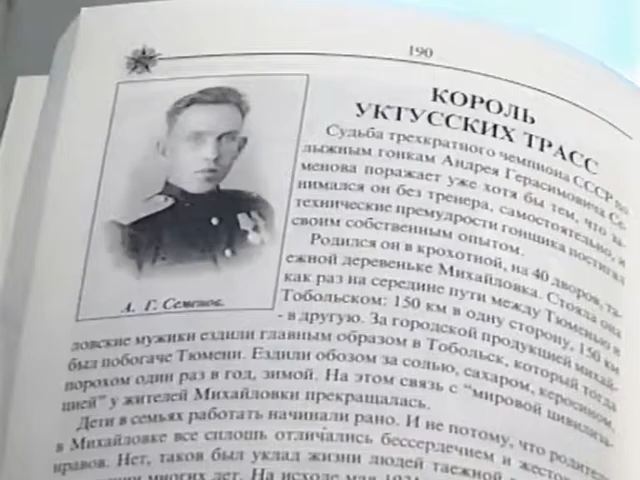 190
КОРОЛЬ
УКТУССКИХ ТРАСС
Судьба трехкратного чемпиона СССР по
лыжным гонкам Андрея Герасимовича Се-
менова поражает уже хотя бы тем, что за-
нимался он без тренера, самостоятельно, и
технические премудрости гонщика постигал
своим собственным опытом.
Родился он в крохотной, на 40 дворов, та-
ежной деревеньке Михайловка. Стояла она
как раз на середине пути между Тюменью и
Тобольском: 150 км в одну сторону, 150 км
- в другую. За городской продукцией михай-
А. Г. Семенов.
ловские мужики ездили главным образом в Тобольск, который тогда
был побогаче Тюмени. Ездили обозом за солью, сахаром, керосином,
порохом один раз в год, зимой. На этом связь с "мировой цивилиза-
цией" у жителей Михайловки прекращалась.
Дети в семьях работать начинали рано. И не потому, что родители
в Михайловке все сплошь отличались бессердечием и жесто
нравов. Нет, таков был уклад жизни людей таежной
многих лет. На исходе мая